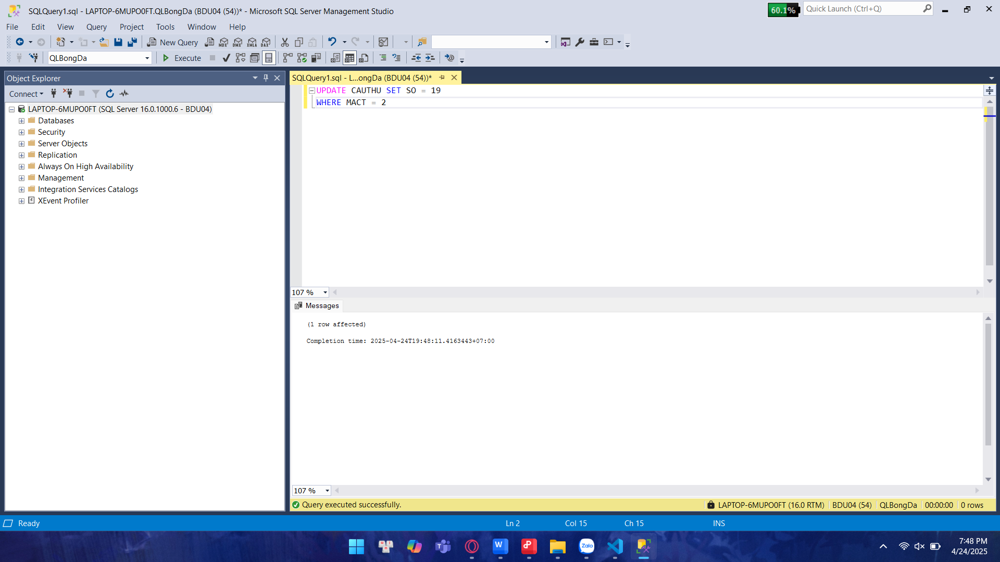 SQLQuery1.sql - LAPTOP-6MUPO0FT.QLBongDa (BDU04 (54))* - Microsoft SQL Server Management Studio
60.1%
Quick Launch (Ctrl+Q)
File Edit View Query Project Tools Window Help
New Query
MDX DMX XMLA DAX
QLBongDa
Execute
Object Explorer
SQLQuery1.sql - L...ongDa (BDU04 (54))*
Connect
UPDATE CAUTHU SET SO = 19
WHERE MACT = 2
LAPTOP-6MUPO0FT (SQL Server 16.0.1000.6 - BDU04)
Databases
Security
Server Objects
Replication
Always On High Availability
Management
Integration Services Catalogs
XEvent Profiler
107 %
Messages
(1 row affected)
Completion time: 2025-04-24T19:48:11.4163443+07:00
107 %
Query executed successfully.
LAPTOP-6MUPO0FT (16.0 RTM) BDU04 (54) QLBongDa 00:00:00 0 rows
Ready
Ln 2 Col 15 Ch 15 INS
Zalo
7:48 PM
4/24/2025